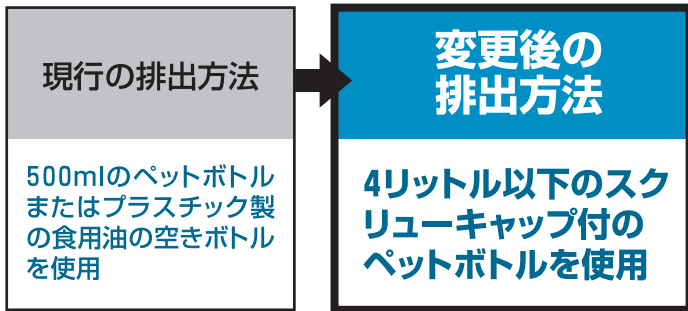 現行の排出方法
500mlのペットボトル
またはプラスチック製
の食用油の空きボトル
を使用
変更後の
排出方法
4リットル以下のスク
リューキャップ付の
ペットボトルを使用